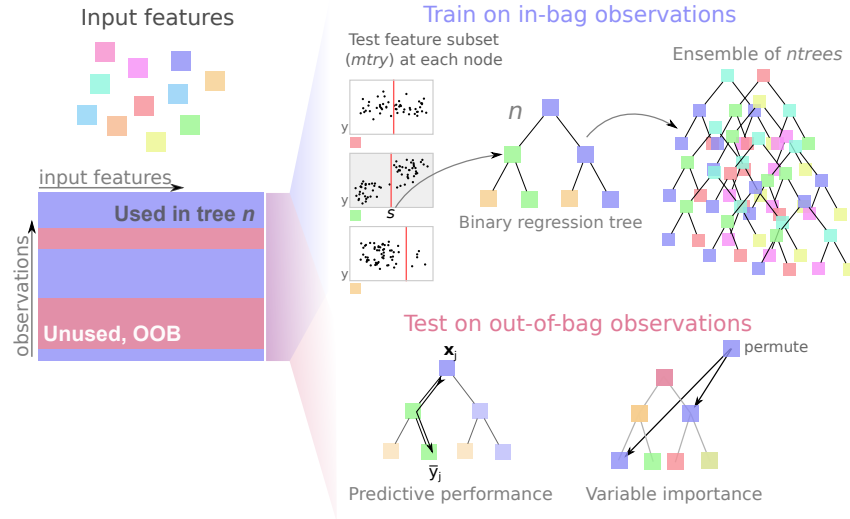 Input features
input features
observations
Used in tree n
Unused, OOB
Train on in-bag observations
Test feature subset
(mtry) at each node
y
y
s
y
n
Binary regression tree
Ensemble of ntrees
Test on out-of-bag observations
x_j
ȳ_j
Predictive performance
permute
Variable importance